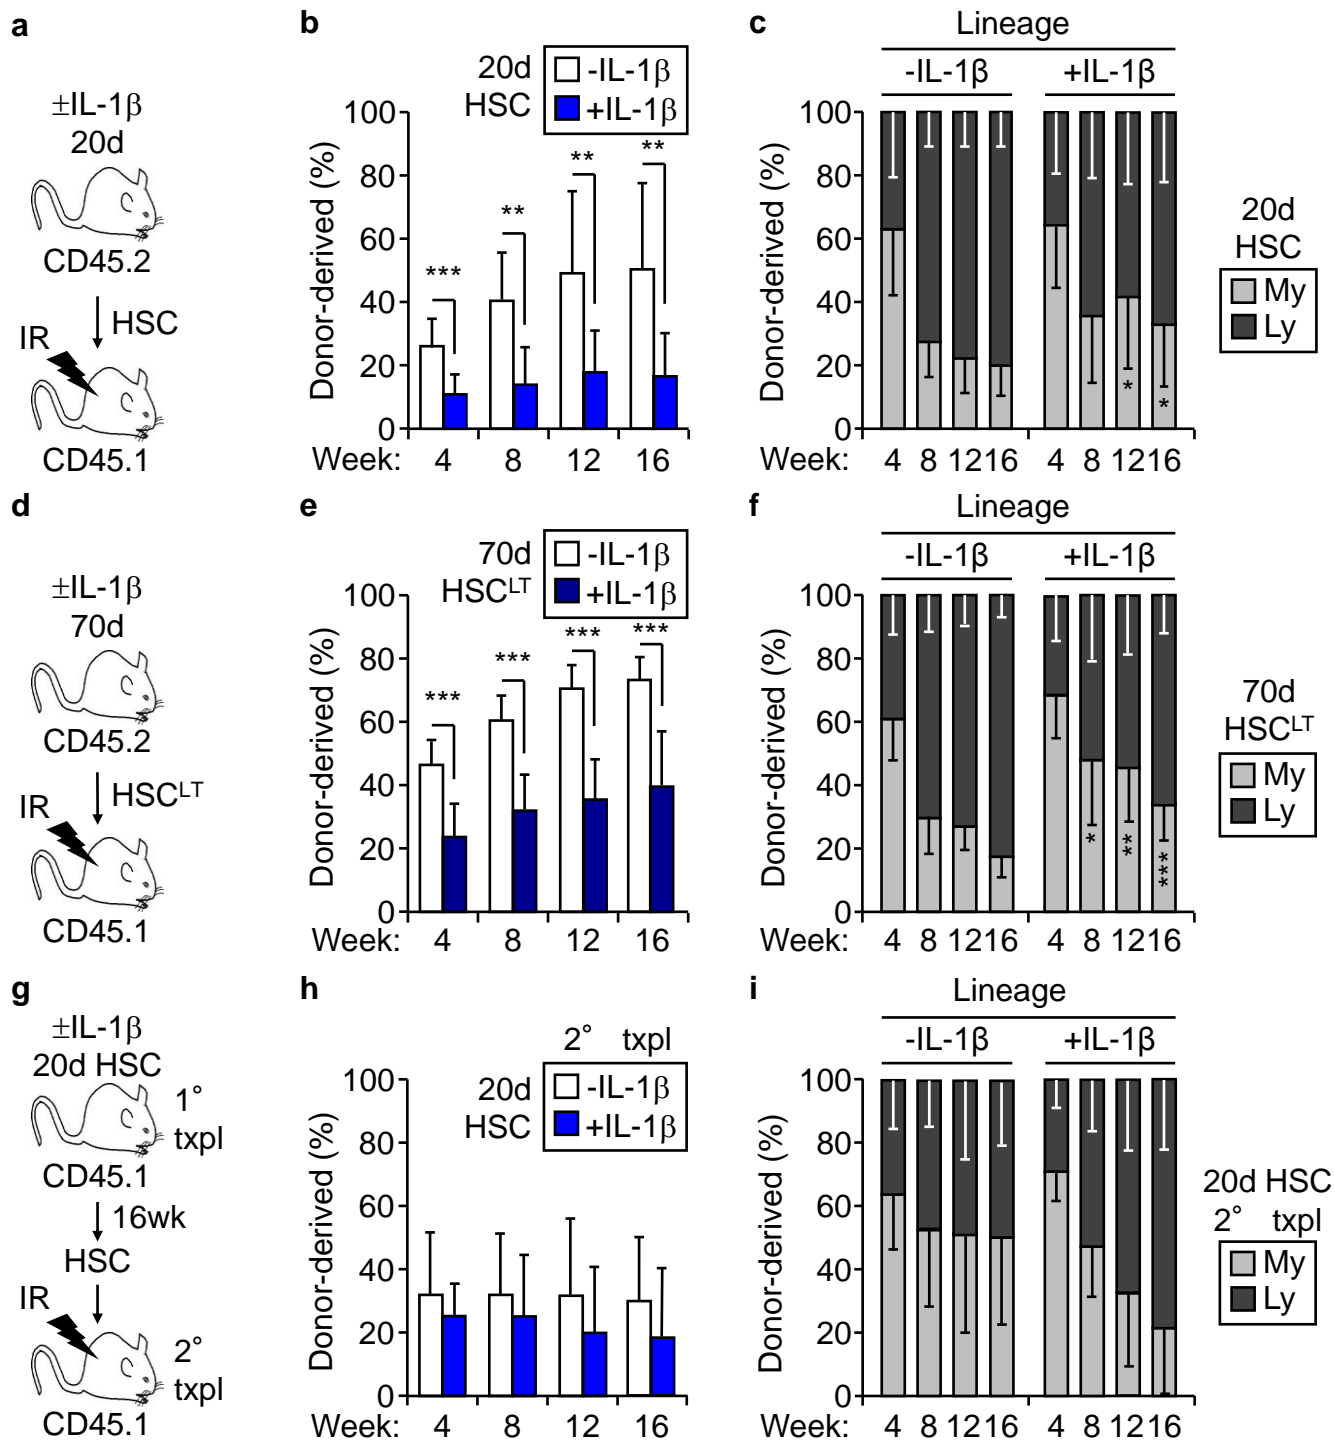 a
±IL-1β
20d
CD45.2
HSC
IR
CD45.1
b
20d
HSC
-IL-1β
+IL-1β
Donor-derived (%)
100
80
60
40
20
0
***
**
**
**
Week: 4 8 12 16
c
Lineage
-IL-1β +IL-1β
Donor-derived (%)
100
80
60
40
20
0
*
*
4 8 12 16 4 8 12 16
20d
HSC
My
Ly
d
±IL-1β
70d
CD45.2
HSCLT
IR
CD45.1
e
70d
HSCLT
-IL-1β
+IL-1β
Donor-derived (%)
100
80
60
40
20
0
***
***
***
***
Week: 4 8 12 16
f
Lineage
-IL-1β +IL-1β
Donor-derived (%)
100
80
60
40
20
0
*
**
***
Week: 4 8 12 16 4 8 12 16
70d
HSCLT
My
Ly
g
±IL-1β
20d HSC
1°
txpl
CD45.1
16wk
HSC
IR
2°
txpl
CD45.1
h
2° txpl
20d
HSC
-IL-1β
+IL-1β
Donor-derived (%)
100
80
60
40
20
0
Week: 4 8 12 16
i
Lineage
-IL-1β +IL-1β
Donor-derived (%)
100
80
60
40
20
0
Week: 4 8 12 16 4 8 12 16
20d HSC
2° txpl
My
Ly